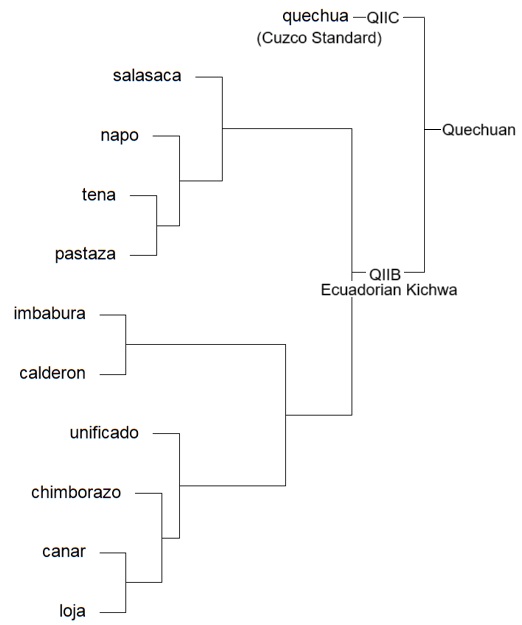 quechua QIIC
(Cuzco Standard)
salasaca
napo
Quechuan
tena
pastaza
QIIB
Ecuadorian Kichwa
imbabura
calderon
unificado
chimborazo
canar
loja